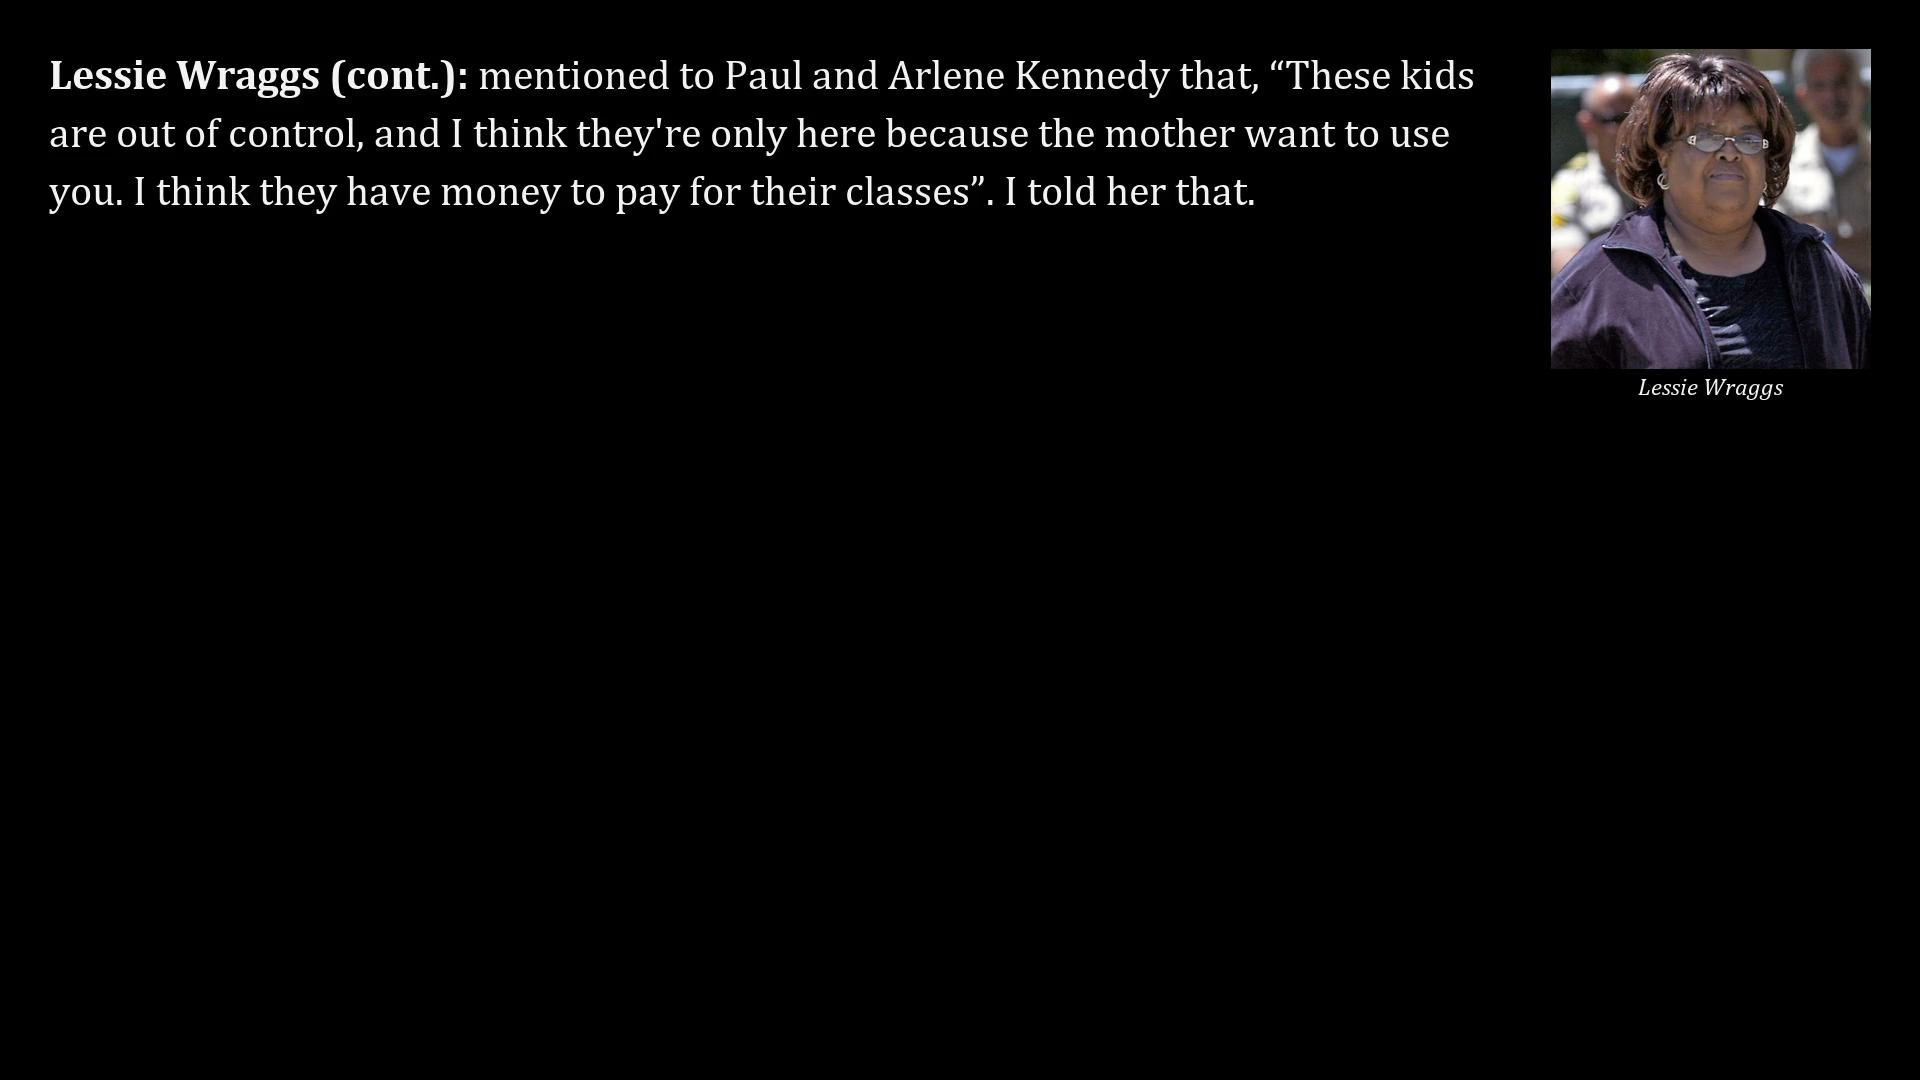 Lessie Wraggs (cont.): mentioned to Paul and Arlene Kennedy that, “These kids
are out of control, and I think they're only here because the mother want to use
you. I think they have money to pay for their classes”. I told her that.
Lessie Wraggs